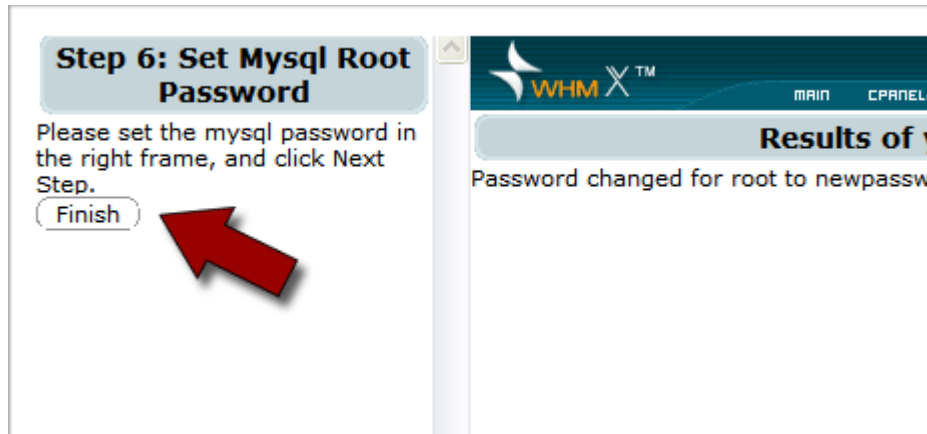 Step 6: Set Mysql Root
Password
Please set the mysql password in
the right frame, and click Next
Step.
Finish
WHM X ™
MAIN CPANEL
Results of
Password changed for root to newpassw